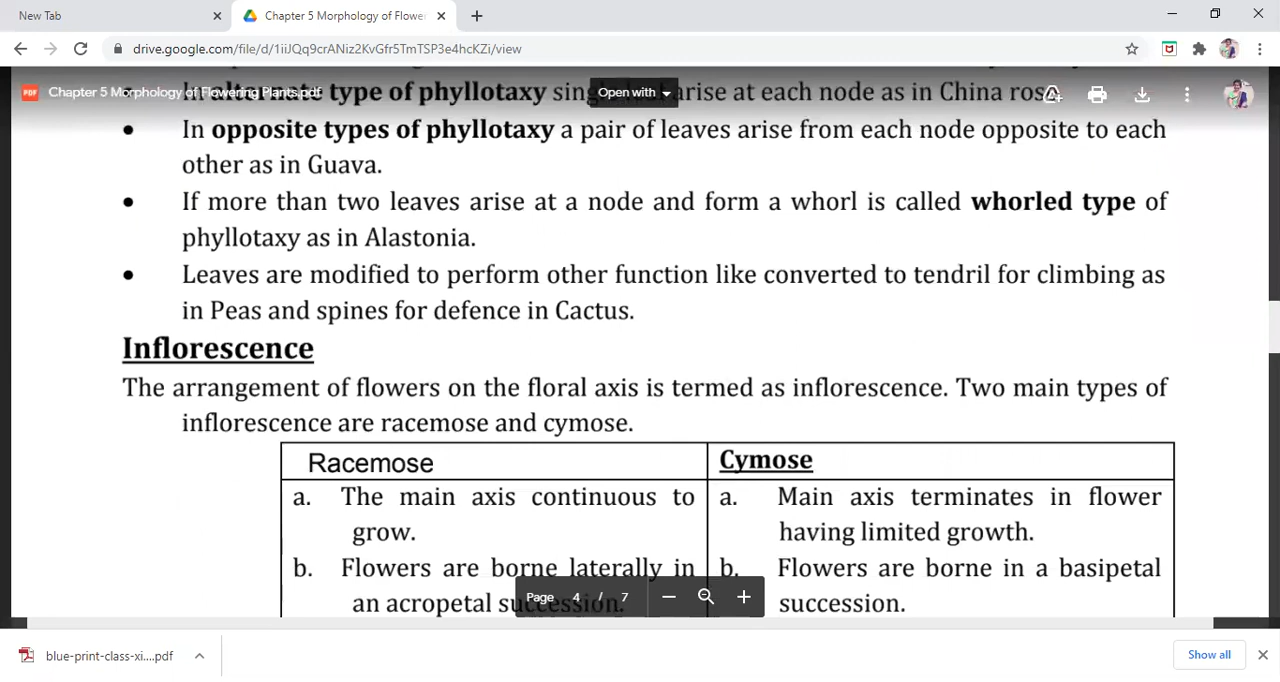 New Tab
Chapter 5 Morphology of Flower
drive.google.com/file/d/1iiJQq9crANiz2KvGfr5TmTSP3e4hcKZi/view
PDF Chapter 5 Morphology of Flowering Plants.pdf
Open with
In alternate type of phyllotaxy single leaf arise at each node as in China rose.
• In opposite types of phyllotaxy a pair of leaves arise from each node opposite to each
other as in Guava.
• If more than two leaves arise at a node and form a whorl is called whorled type of
phyllotaxy as in Alastonia.
• Leaves are modified to perform other function like converted to tendril for climbing as
in Peas and spines for defence in Cactus.
Inflorescence
The arrangement of flowers on the floral axis is termed as inflorescence. Two main types of
inflorescence are racemose and cymose.
Racemose
a. The main axis continuous to
grow.
b. Flowers are borne laterally in
an acropetal succession.
Cymose
a. Main axis terminates in flower
having limited growth.
b. Flowers are borne in a basipetal
succession.
Page 4 / 7
blue-print-class-xi....pdf
Show all